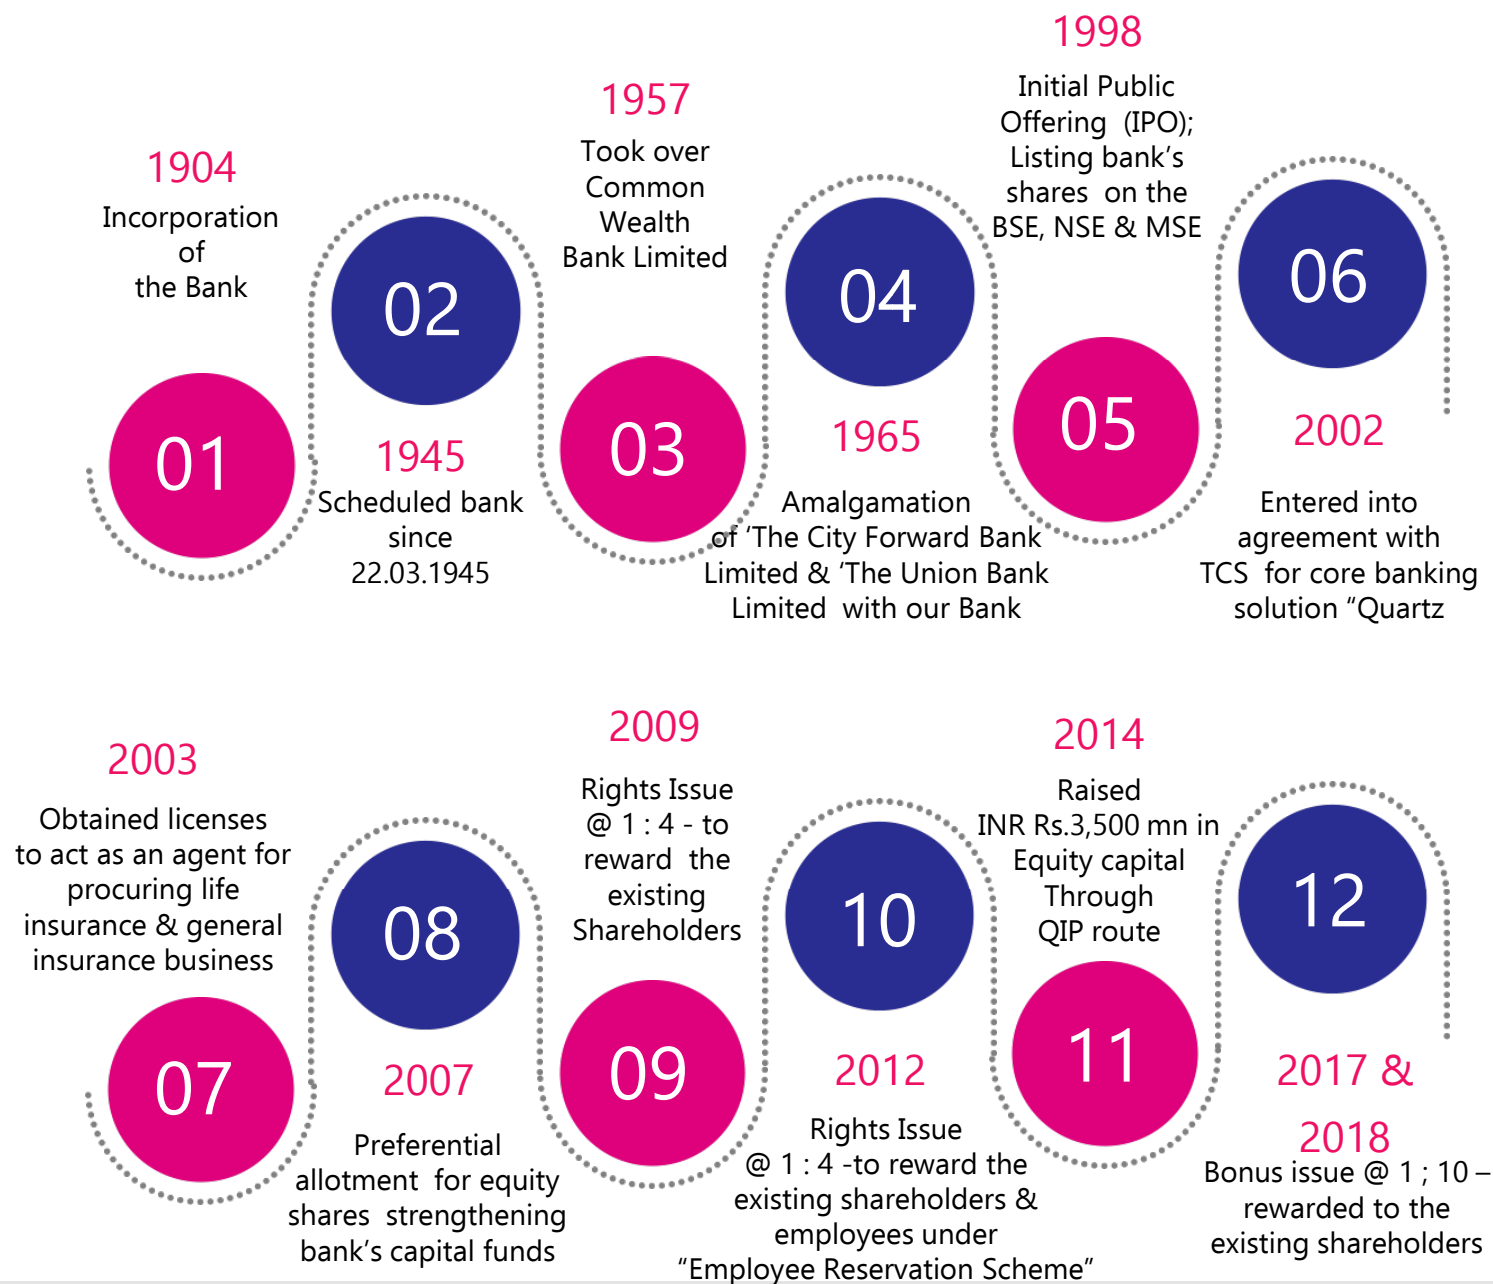 1904
Incorporation
of
the Bank
01
02
1945
Scheduled bank
since
22.03.1945
1957
Took over
Common
Wealth
Bank Limited
03
04
1965
Amalgamation
of ‘The City Forward Bank
Limited & ‘The Union Bank
Limited with our Bank
1998
Initial Public
Offering (IPO);
Listing bank’s
shares on the
BSE, NSE & MSE
05
06
2002
Entered into
agreement with
TCS for core banking
solution “Quartz
2003
Obtained licenses
to act as an agent for
procuring life
insurance & general
insurance business
07
08
2007
Preferential
allotment for equity
shares strengthening
bank’s capital funds
2009
Rights Issue
@ 1 : 4 - to
reward the
existing
Shareholders
09
10
2012
Rights Issue
@ 1 : 4 -to reward the
existing shareholders &
employees under
“Employee Reservation Scheme”
2014
Raised
INR Rs.3,500 mn in
Equity capital
Through
QIP route
11
12
2017 &
2018
Bonus issue @ 1 ; 10 –
rewarded to the
existing shareholders